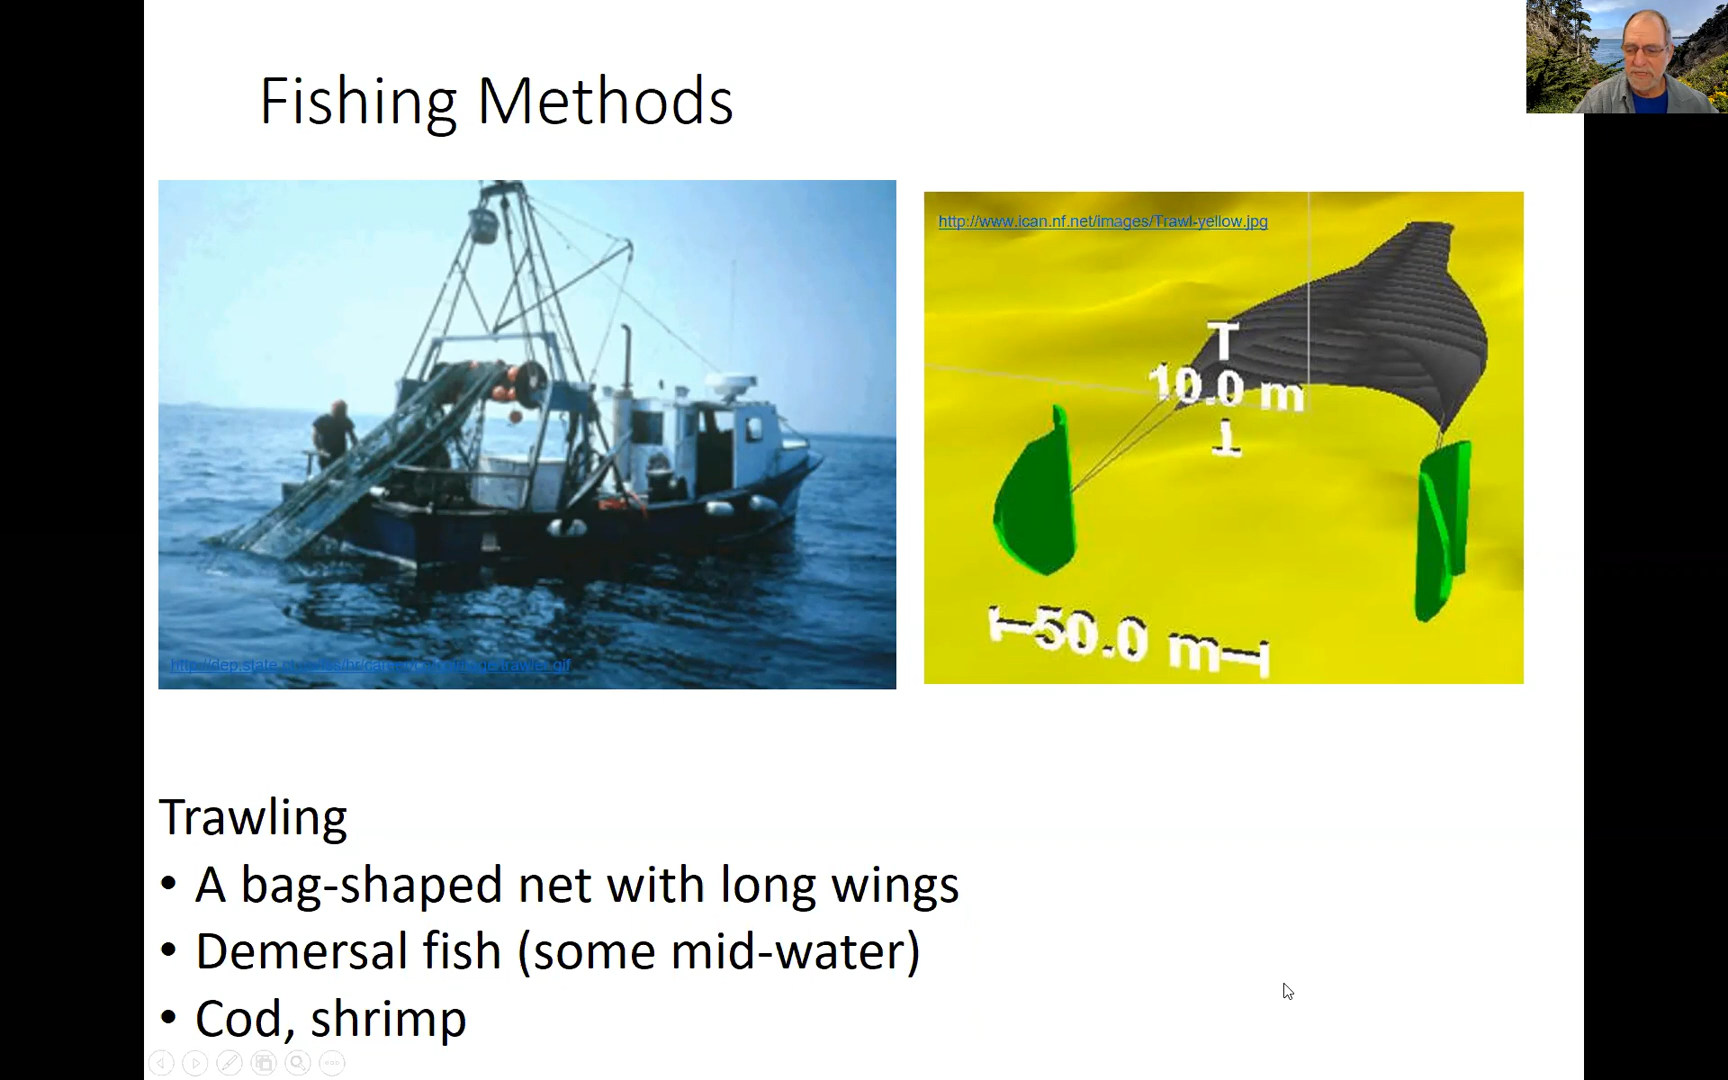 Fishing Methods
http://www.ican.nf.net/images/Trawl-yellow.jpg
10.0 m
50.0 m
Trawling
• A bag-shaped net with long wings
• Demersal fish (some mid-water)
• Cod, shrimp